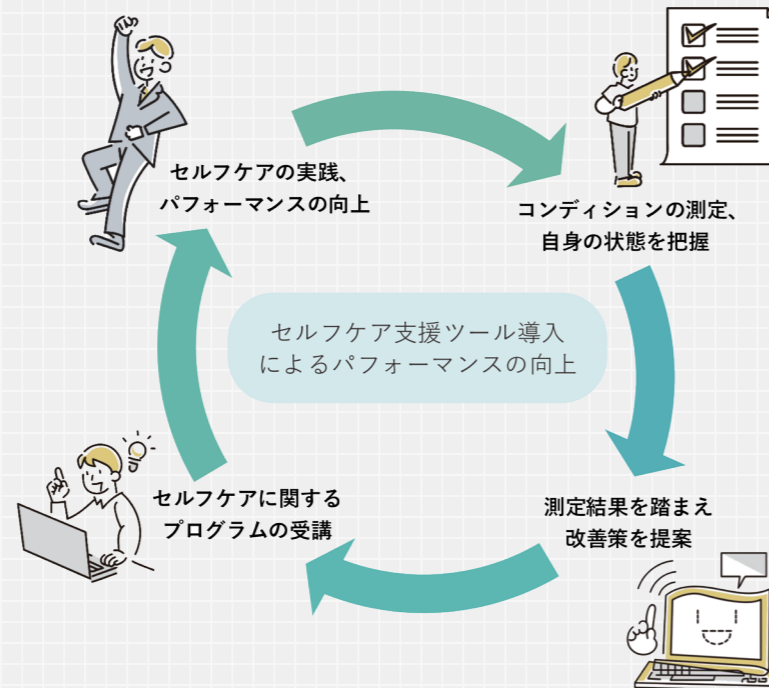 セルフケアの実践、
パフォーマンスの向上
コンディションの測定、
自身の状態を把握
セルフケア支援ツール導入
によるパフォーマンスの向上
セルフケアに関する
プログラムの受講
測定結果を踏まえ
改善策を提案